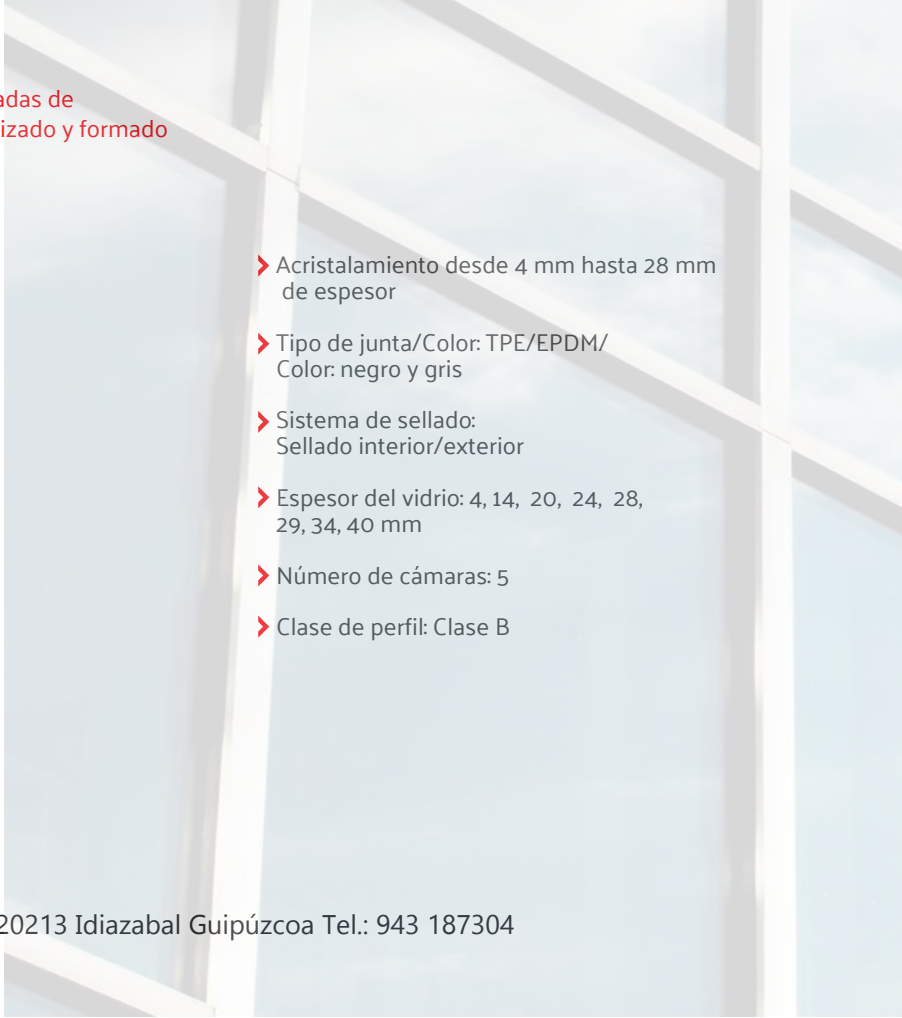 adas de
izado y formado
Acristalamiento desde 4 mm hasta 28 mm
de espesor
Tipo de junta/Color: TPE/EPDM/
Color: negro y gris
Sistema de sellado:
Sellado interior/exterior
Espesor del vidrio: 4, 14, 20, 24, 28,
29, 34, 40 mm
Número de cámaras: 5
Clase de perfil: Clase B
20213 Idiazabal Guipúzcoa Tel.: 943 187304